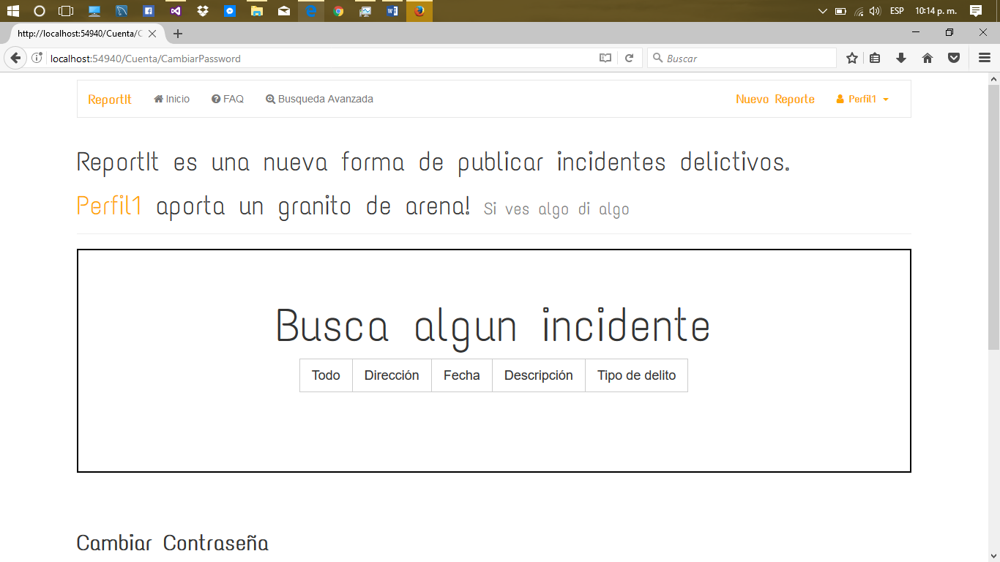 ESP 10:14 p. m.
http://localhost:54940/Cuenta/C
localhost:54940/Cuenta/CambiarPassword
Buscar
ReportIt Inicio FAQ Busqueda Avanzada Nuevo Reporte Perfil1
ReportIt es una nueva forma de publicar incidentes delictivos.
Perfil1 aporta un granito de arena! Si ves algo di algo
Busca algun incidente
Todo Dirección Fecha Descripción Tipo de delito
Cambiar Contraseña